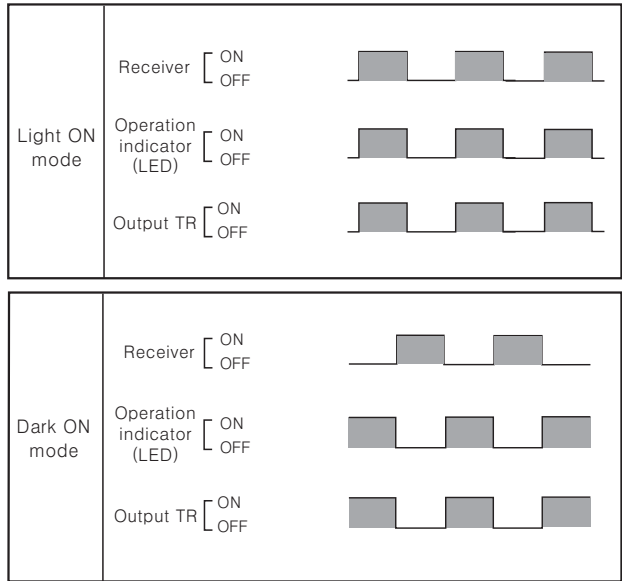 Light ON
mode
Receiver
ON
OFF
Operation
indicator
(LED)
ON
OFF
Output TR
ON
OFF
Dark ON
mode
Receiver
ON
OFF
Operation
indicator
(LED)
ON
OFF
Output TR
ON
OFF